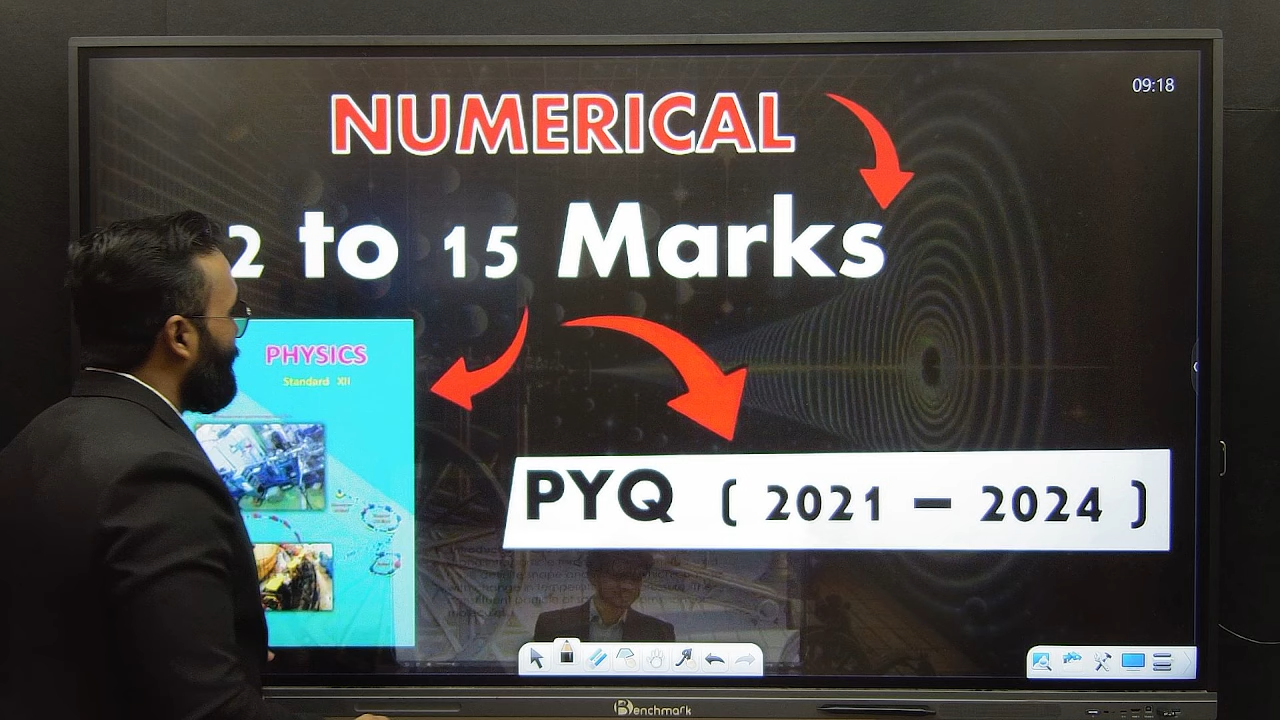 09:18
NUMERICAL
2 to 15 Marks
PHYSICS
Standard XII
PYQ ( 2021 – 2024 )
Benchmark